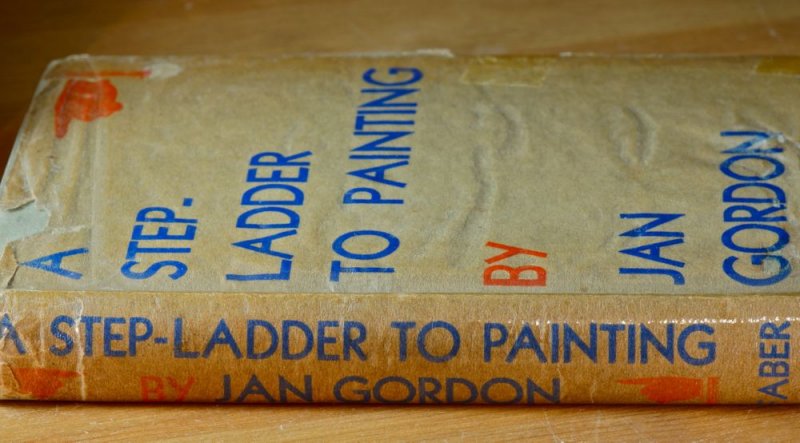 A
STEP-
LADDER
TO PAINTING
BY
JAN
GORDON
A STEP-LADDER TO PAINTING
BY JAN GORDON
ABER